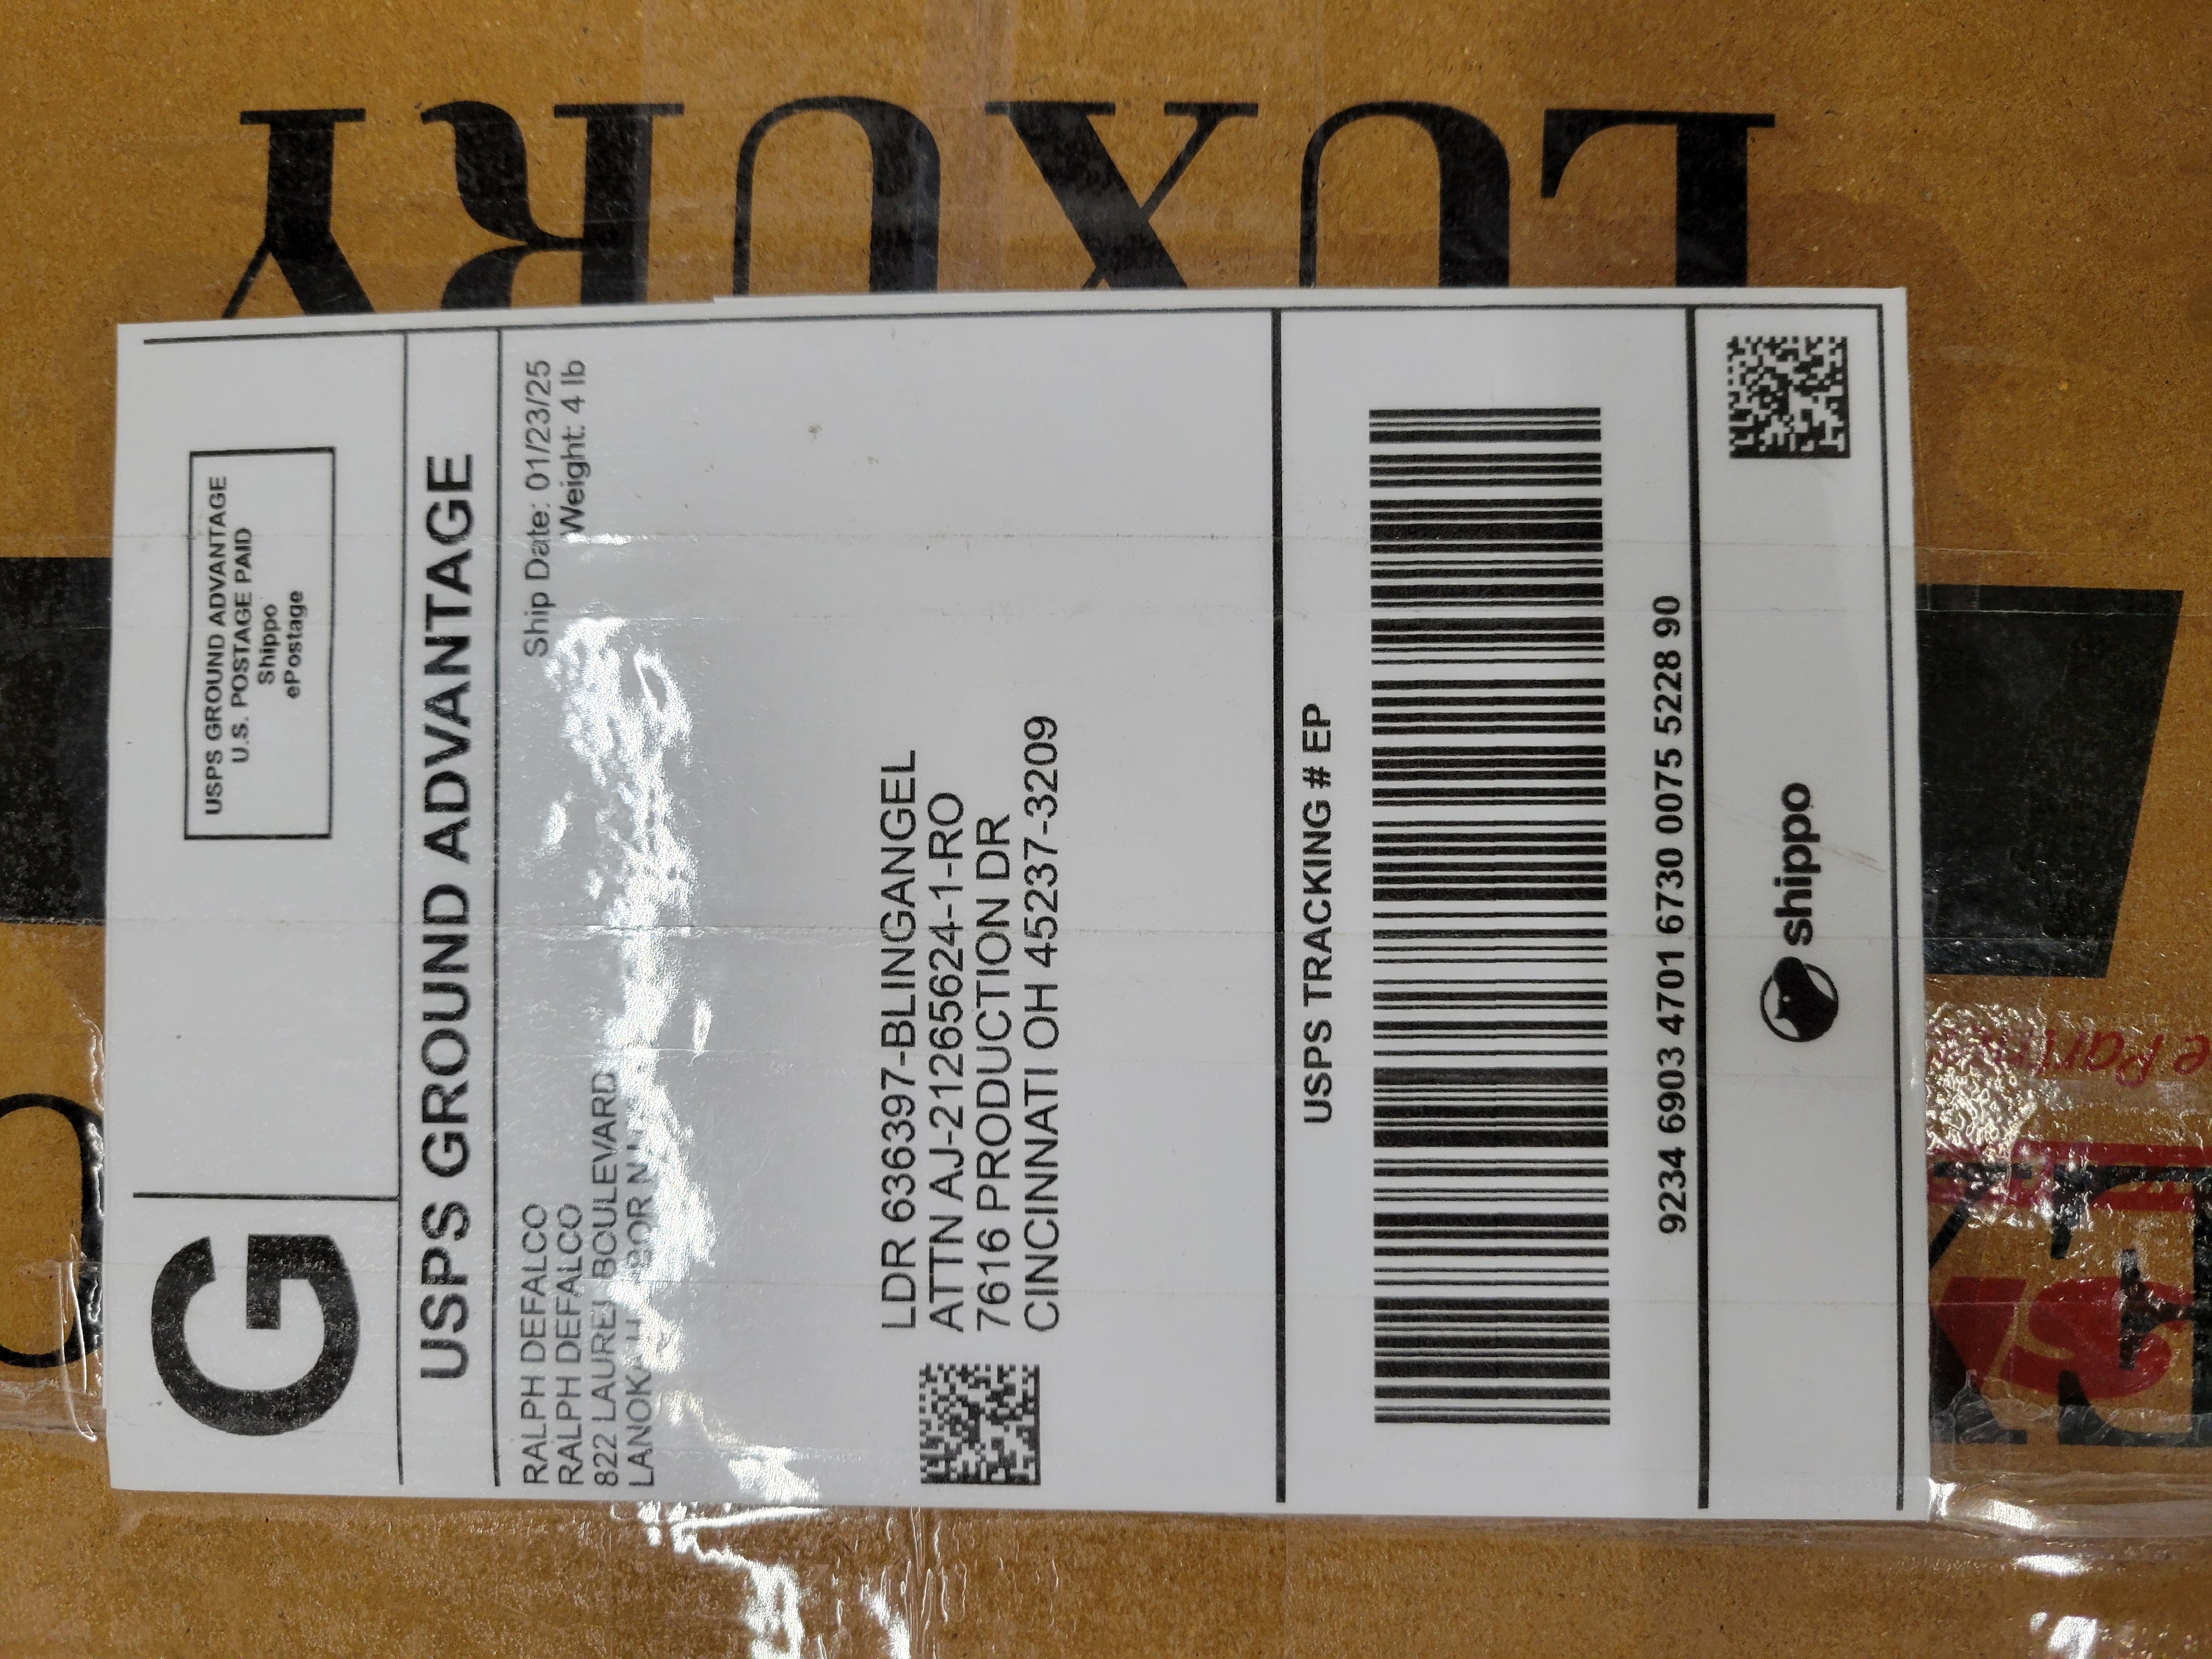 G
USPS GROUND ADVANTAGE
U.S. POSTAGE PAID
Shippo
ePostage
USPS GROUND ADVANTAGE
RALPH DEFALCO
Ship Date: 01/23/25
RALPH DEFALCO
Weight: 4 lb
822 LAUREL BOULEVARD
LDR 636397-BLINGANGEL
ATTN AJ-21265624-1-RO
7616 PRODUCTION DR
CINCINNATI OH 45237-3209
USPS TRACKING # EP
9234 6903 4701 6730 0075 5228 90
shippo
LUXURY